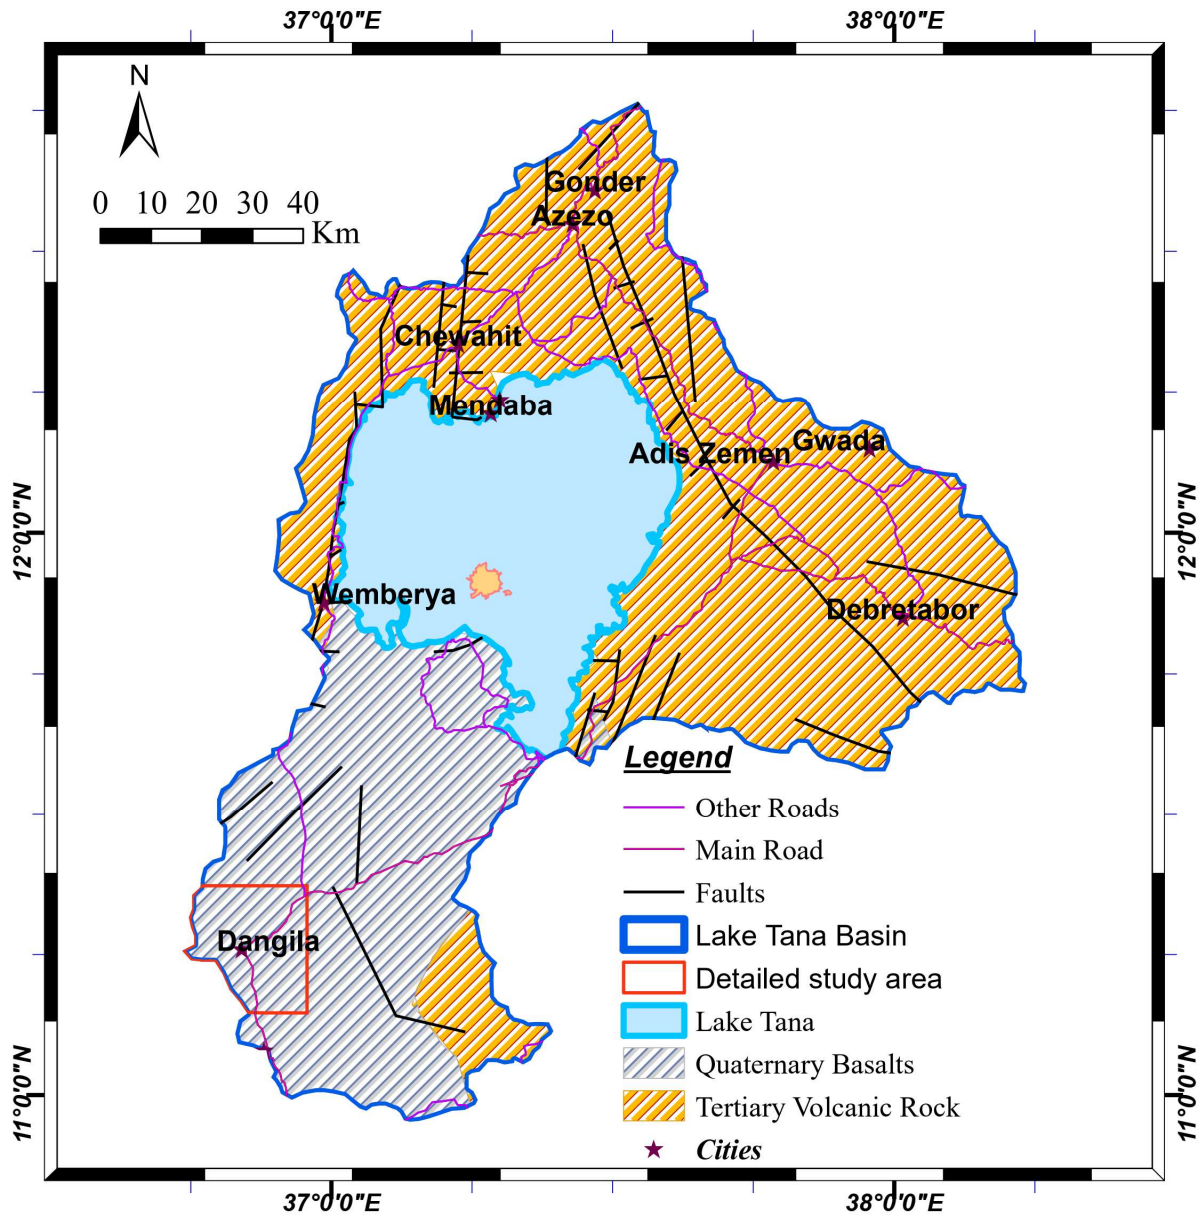 37°0'0"E 38°0'0"E
N
0 10 20 30 40
Km
Gonder
Azezo
Chewahit
Mendaba
Adis Zemen
Gwada
12°0'0"N
12°0'0"N
Wemberya
Debretabor
Legend
Other Roads
Main Road
Faults
Lake Tana Basin
Dangila
Detailed study area
Lake Tana
Quaternary Basalts
Tertiary Volcanic Rock
Cities
11°0'0"N
11°0'0"N
37°0'0"E 38°0'0"E